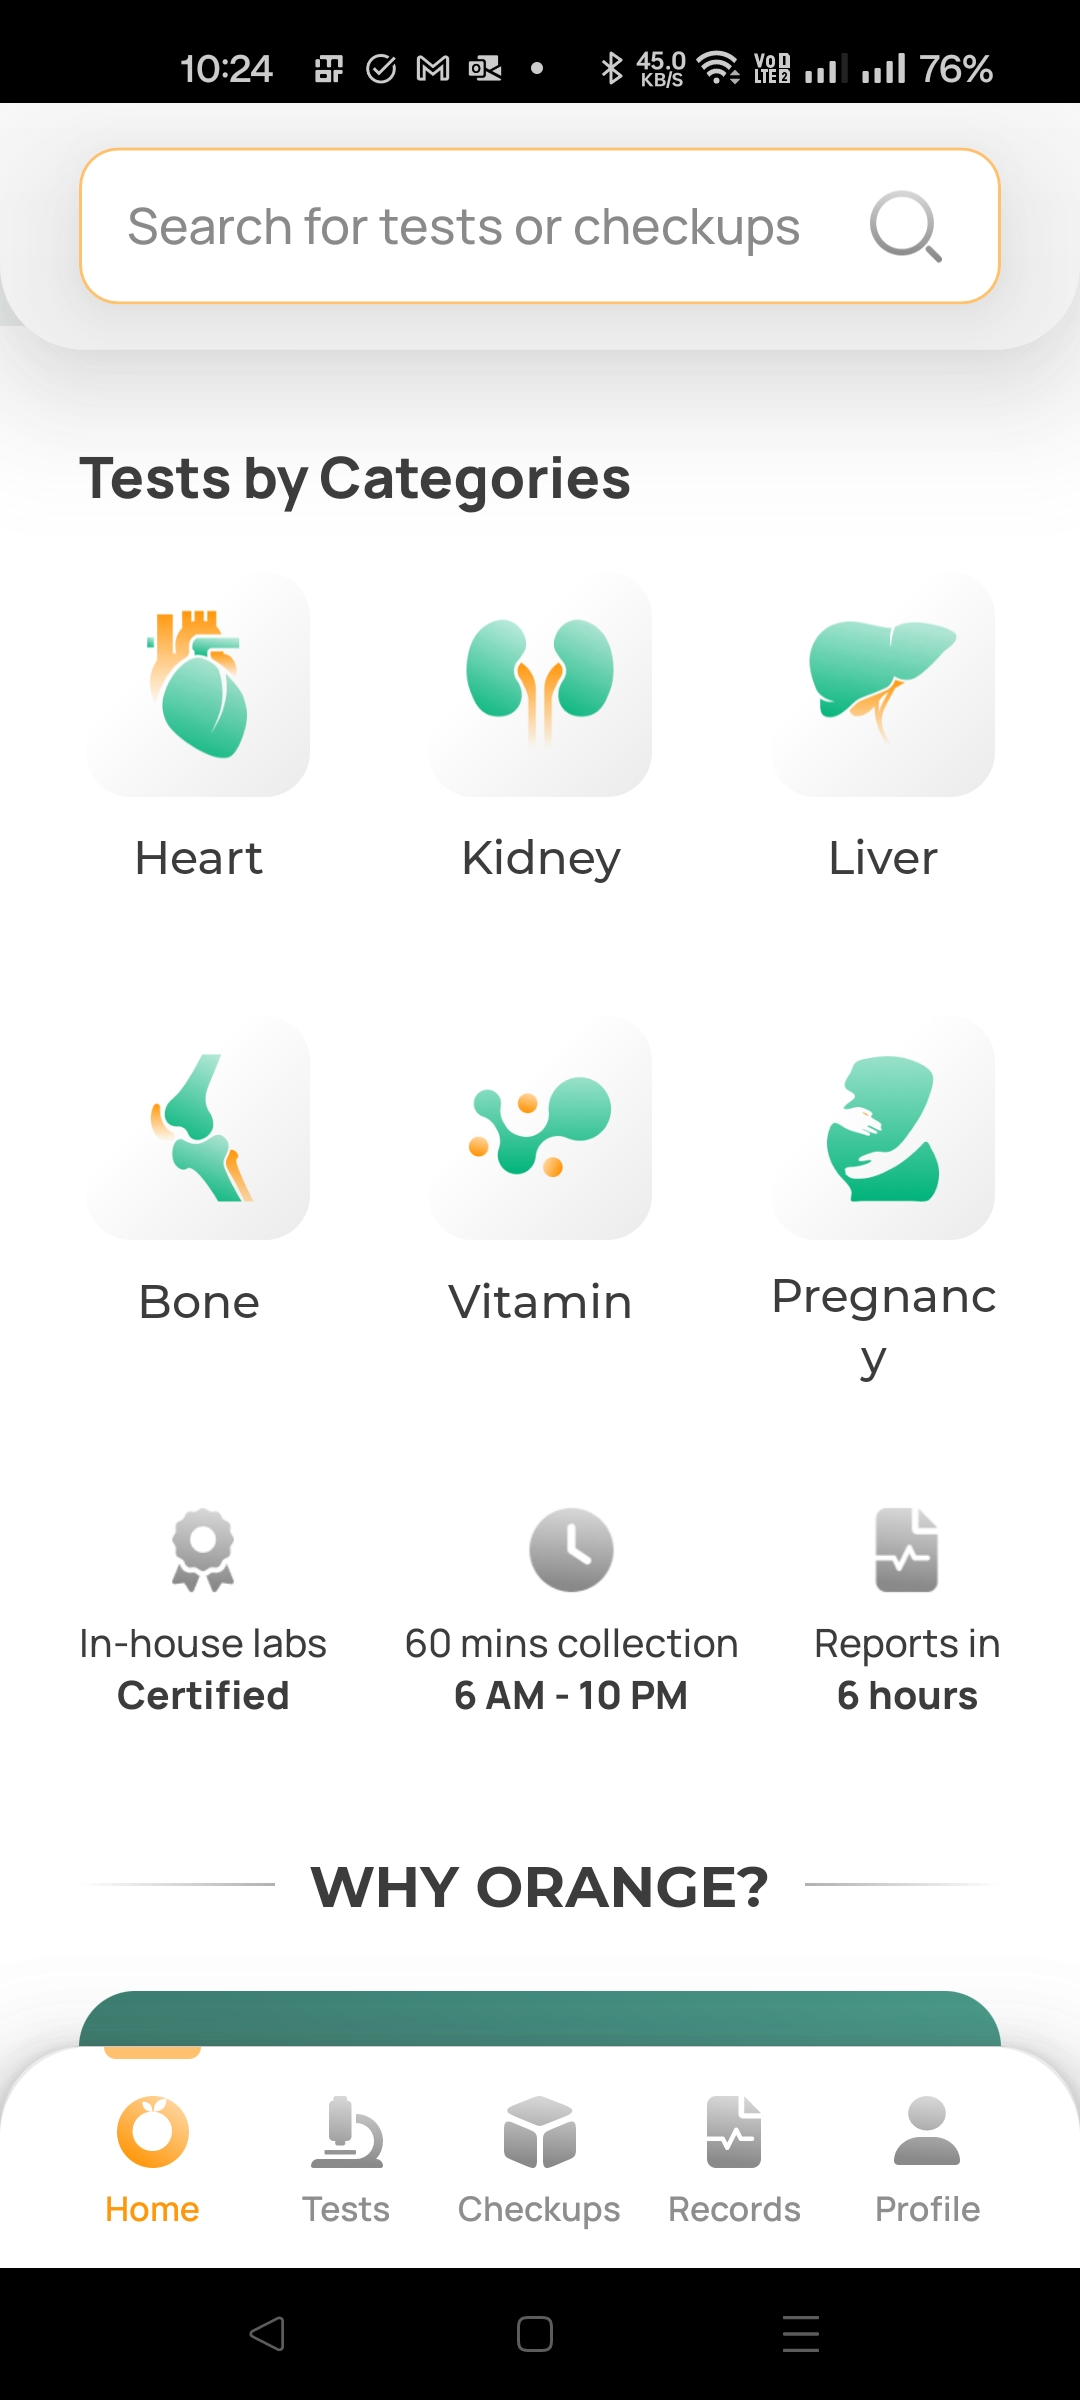 10:24 45.0 KB/S VoD LTE 2 76%
Search for tests or checkups
Tests by Categories
Heart Kidney Liver
Bone Vitamin Pregnanc
y
In-house labs 60 mins collection Reports in
Certified 6 AM - 10 PM 6 hours
WHY ORANGE?
Home Tests Checkups Records Profile